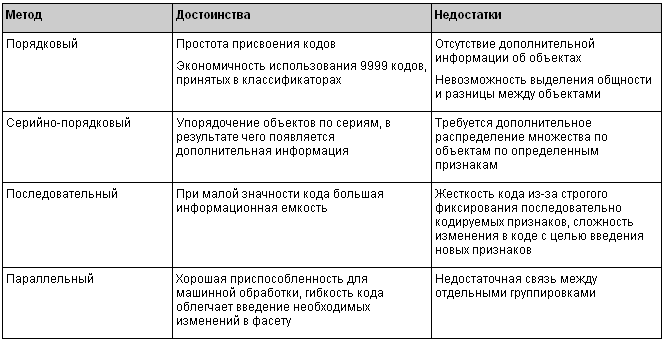 Метод Достоинства Недостатки
Порядковый
Простота присвоения кодов
Экономичность использования 9999 кодов,
принятых в классификаторах
Отсутствие дополнительной
информации об объектах
Невозможность выделения общности
и разницы между объектами
Серийно-порядковый
Упорядочение объектов по сериям, в
результате чего появляется
дополнительная информация
Требуется дополнительное
распределение множества по
объектам по определенным
признакам
Последовательный
При малой значности кода большая
информационная емкость
Жесткость кода из-за строгого
фиксирования последовательно
кодируемых признаков, сложность
изменения в коде с целью введения
новых признаков
Параллельный
Хорошая приспособленность для
машинной обработки, гибкость кода
облегчает введение необходимых
изменений в фасету
Недостаточная связь между
отдельными группировками